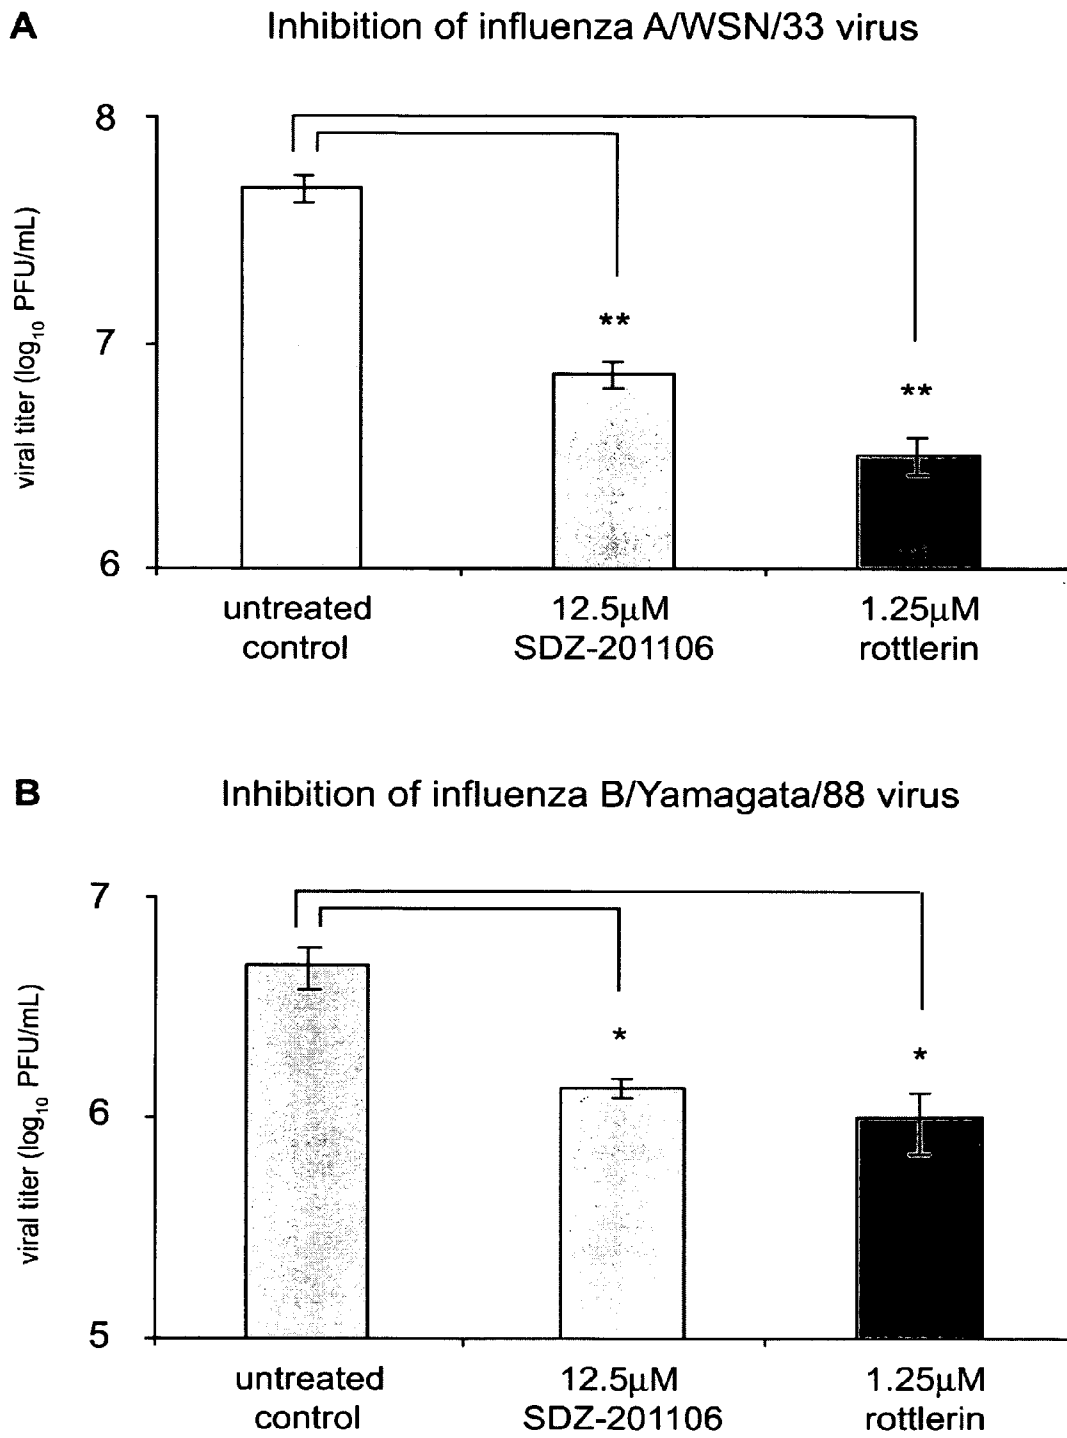 A
Inhibition of influenza A/WSN/33 virus
8
7
6
viral titer (log₁₀ PFU/mL)
**
**
untreated
control
12.5μM
SDZ-201106
1.25μM
rottlerin
B
Inhibition of influenza B/Yamagata/88 virus
7
6
5
viral titer (log₁₀ PFU/mL)
*
*
untreated
control
12.5μM
SDZ-201106
1.25μM
rottlerin